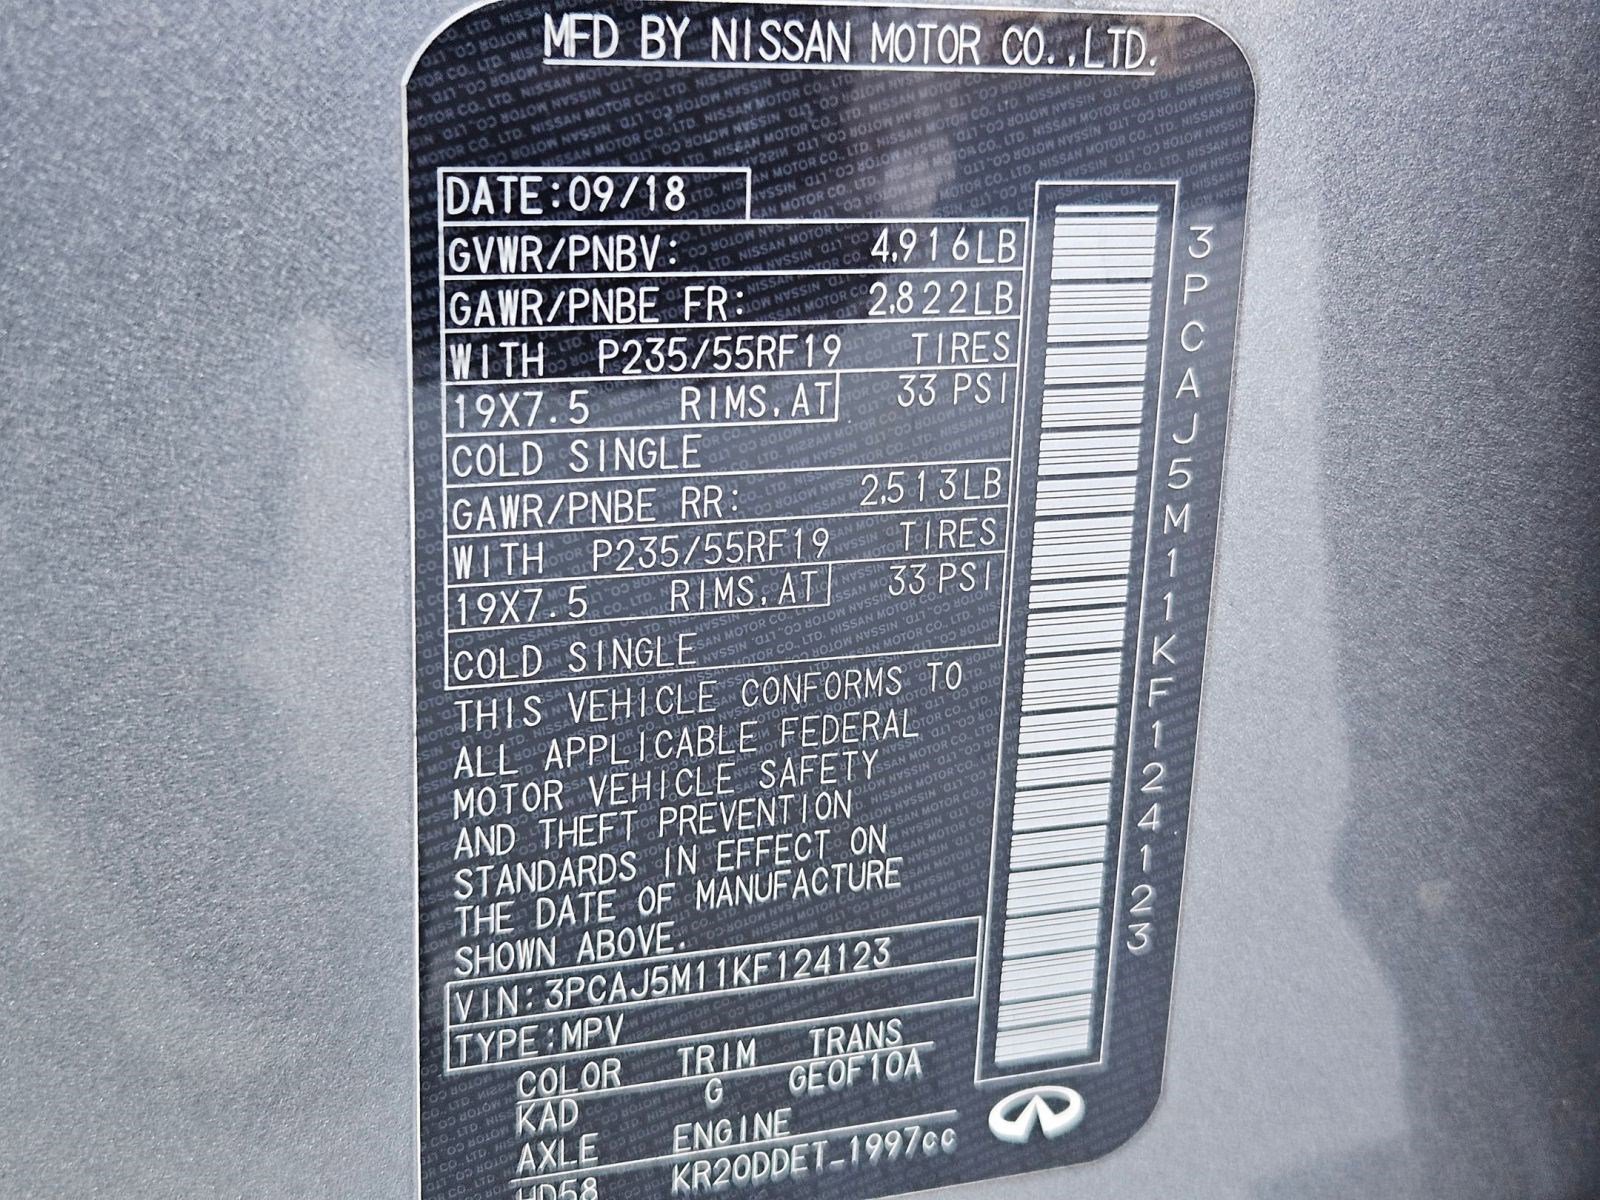 MFD BY NISSAN MOTOR CO.,LTD.
DATE:09/18
GVWR/PNBV: 4,916LB
GAWR/PNBE FR: 2,822LB
WITH P235/55RF19 TIRES
19X7.5 RIMS,AT 33 PSI
COLD SINGLE
GAWR/PNBE RR: 2,513LB
WITH P235/55RF19 TIRES
19X7.5 RIMS,AT 33 PSI
COLD SINGLE
THIS VEHICLE CONFORMS TO
ALL APPLICABLE FEDERAL
MOTOR VEHICLE SAFETY
AND THEFT PREVENTION
STANDARDS IN EFFECT ON
THE DATE OF MANUFACTURE
SHOWN ABOVE.
VIN:3PCAJ5M11KF124123
TYPE:MPV
COLOR TRIM TRANS
KAD G GE0F10A
AXLE ENGINE
HD58 KR20DDET_1997cc
3PCAJ5M11KF124123